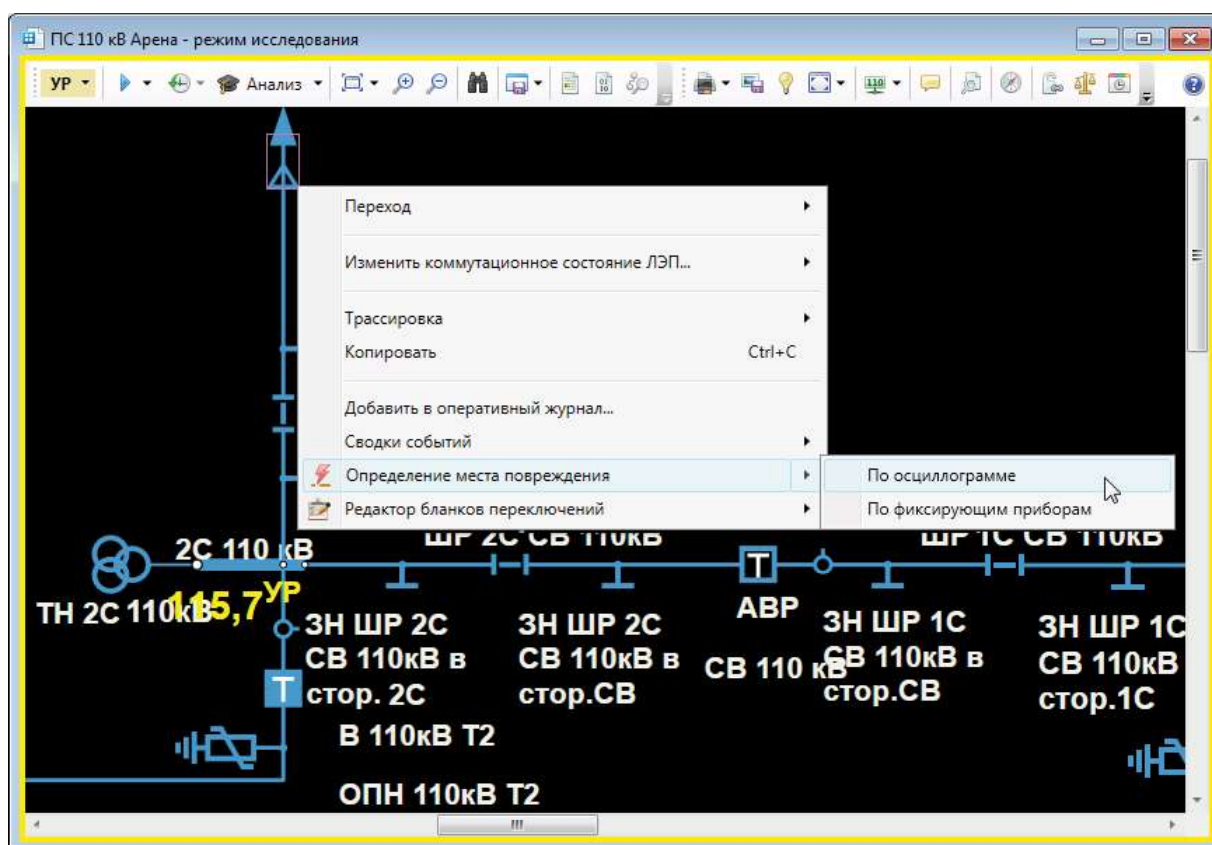 ПС 110 кВ Арена - режим исследования
УР
Анализ
110
Переход
Изменить коммутационное состояние ЛЭП...
Трассировка
Копировать Ctrl+C
Добавить в оперативный журнал...
Сводки событий
Определение места повреждения
По осциллограмме
Редактор бланков переключений
По фиксирующим приборам
2С 110 кВ
ШР 2С СВ 110кВ
ШР 1С СВ 110кВ
Т
ТН 2С 110кВ
115,7 УР
АВР
ЗН ШР 2С
СВ 110кВ в
стор. 2С
ЗН ШР 2С
СВ 110кВ в
стор.СВ
СВ 110 кВ
ЗН ШР 1С
СВ 110кВ в
стор.СВ
ЗН ШР 1С
СВ 110кВ
стор.1С
Т
В 110кВ Т2
ОПН 110кВ Т2